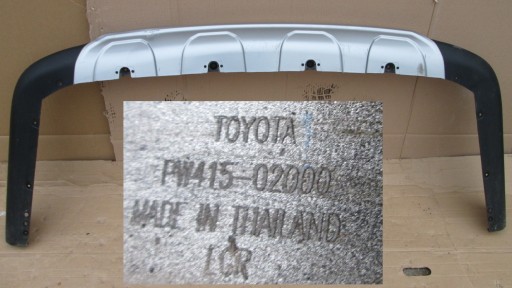 TOYOTA
PW415-02000
MADE IN THAILAND
LCR